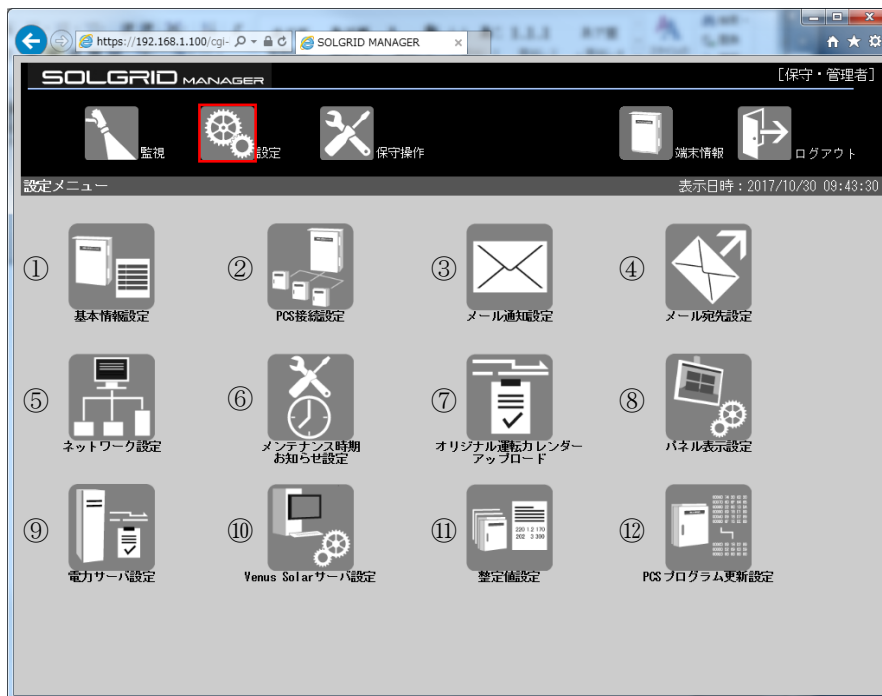 https://192.168.1.100/cgi-
SOLGRID MANAGER
SOLGRID MANAGER
[保守・管理者]
監視
設定
保守操作
端末情報
ログアウト
設定メニュー
表示日時：2017/10/30 09:43:30
①
②
③
④
基本情報設定
PCS接続設定
メール通知設定
メール宛先設定
⑤
⑥
⑦
⑧
ネットワーク設定
メンテナンス時期
お知らせ設定
オリジナル運転カレンダー
アップロード
パネル表示設定
⑨
⑩
⑪
⑫
電力サーバ設定
Venus Solarサーバ設定
整定値設定
PCSプログラム更新設定